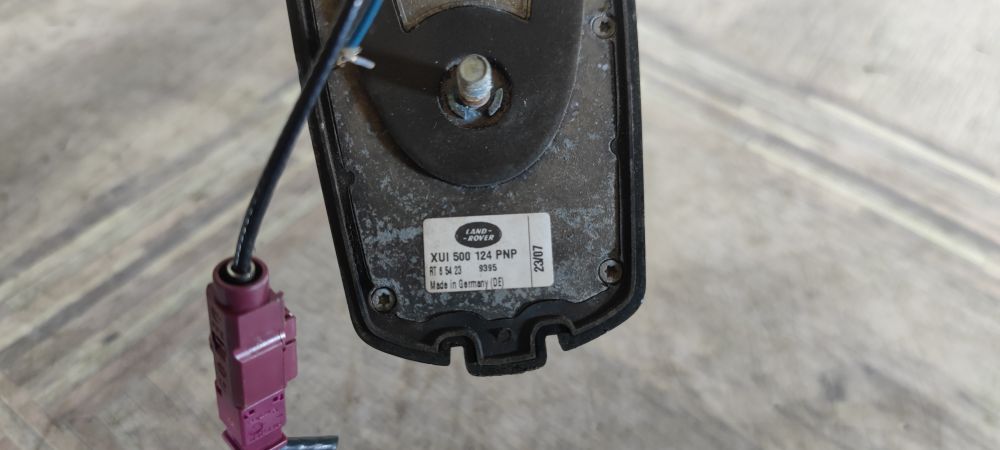 LAND-
-ROVER
XUI 500 124 PNP
RT 6 54 23 9395
Made in Germany (DE)
23/07